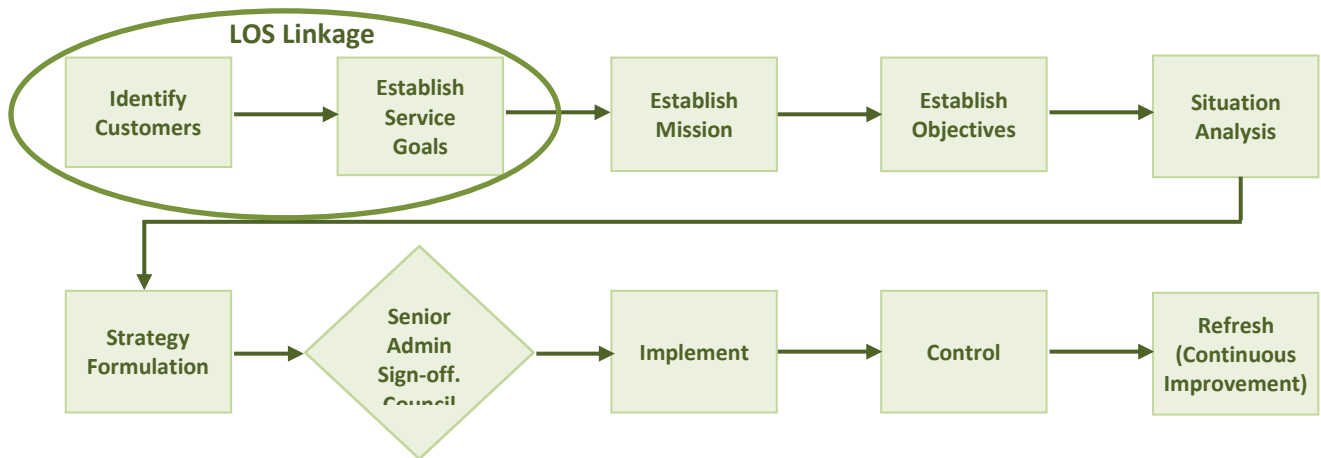 LOS Linkage
Identify
Customers
Establish
Service
Goals
Establish
Mission
Establish
Objectives
Situation
Analysis
Strategy
Formulation
Senior
Admin
Sign-off.
Council
Implement
Control
Refresh
(Continuous
Improvement)